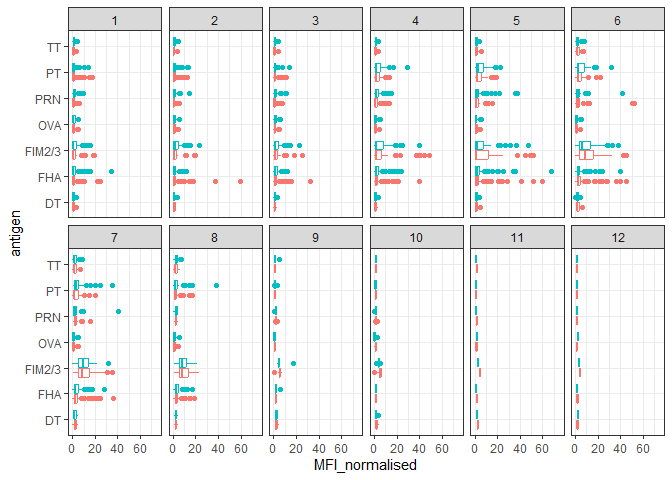 1 2 3 4 5 6
TT
PT
PRN
OVA
FIM2/3
FHA
DT
antigen
7 8 9 10 11 12
TT
PT
PRN
OVA
FIM2/3
FHA
DT
0 20 40 60 0 20 40 60 0 20 40 60 0 20 40 60 0 20 40 60 0 20 40 60
MFI_normalised